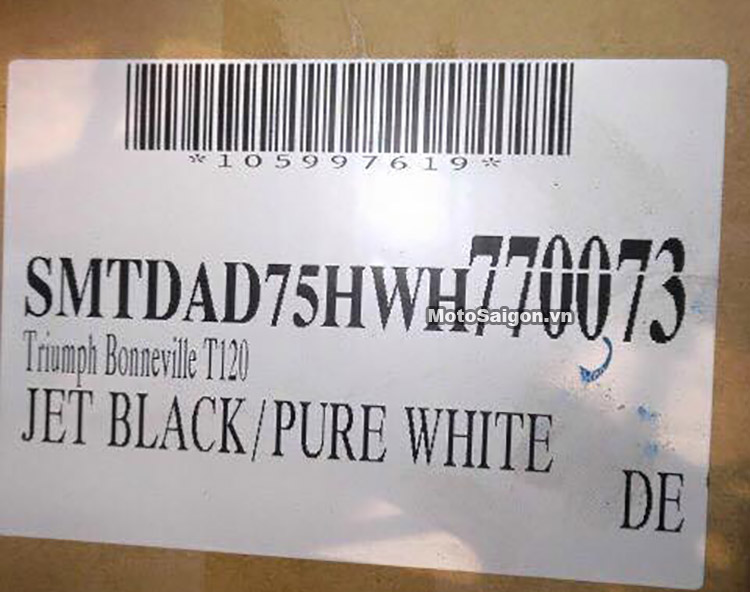 *105997619*
SMTDAD75HWH770073
MotoSaigon.vn
Triumph Bonneville T120
JET BLACK/PURE WHITE
DE